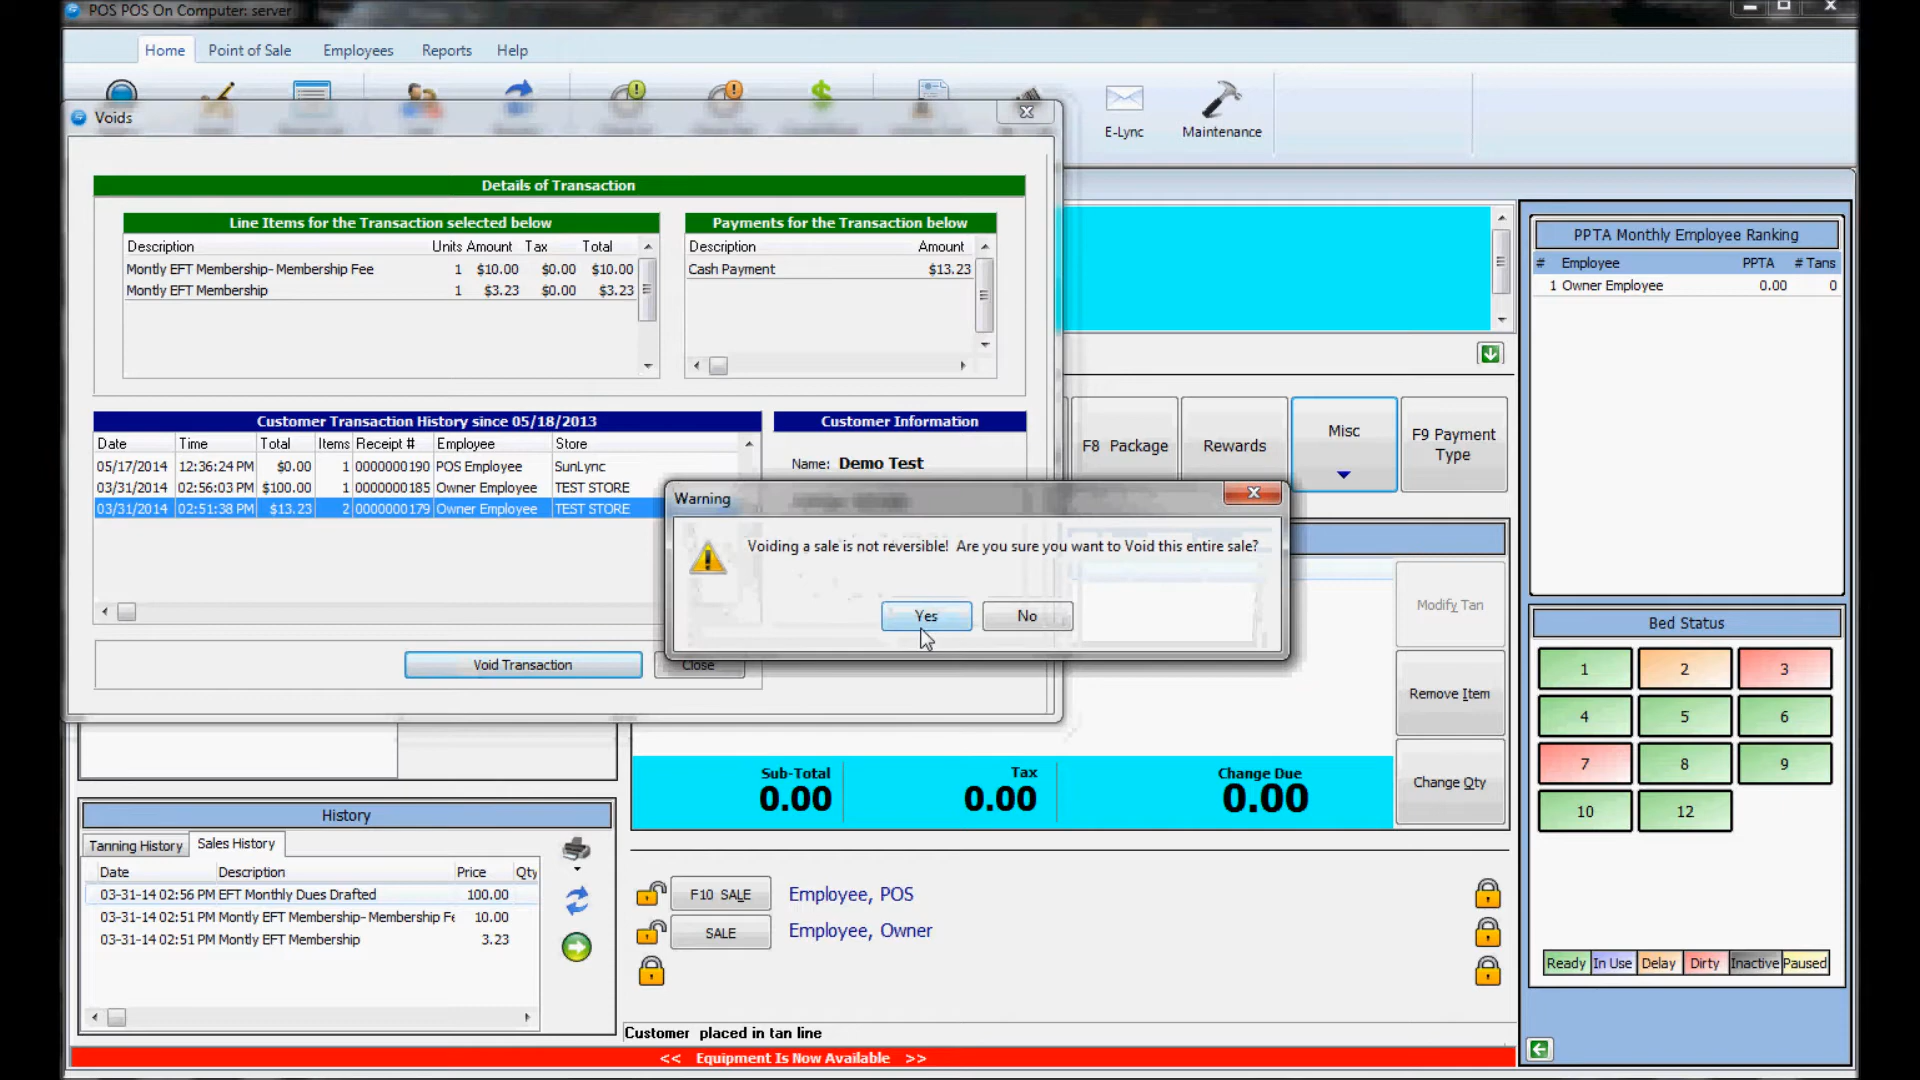 POS POS On Computer: server
Home Point of Sale Employees Reports Help
E-Lync Maintenance
Voids
Details of Transaction
Line Items for the Transaction selected below
Description Units Amount Tax Total
Montly EFT Membership- Membership Fee 1 $10.00 $0.00 $10.00
Montly EFT Membership 1 $3.23 $0.00 $3.23
Payments for the Transaction below
Description Amount
Cash Payment $13.23
Customer Transaction History since 05/18/2013
Date Time Total Items Receipt # Employee Store
05/17/2014 12:36:24 PM $0.00 1 0000000190 POS Employee SunLync
03/31/2014 02:56:03 PM $100.00 1 0000000185 Owner Employee TEST STORE
03/31/2014 02:51:38 PM $13.23 2 0000000179 Owner Employee TEST STORE
Customer Information
Name: Demo Test
Void Transaction Close
Warning
Voiding a sale is not reversible! Are you sure you want to Void this entire sale?
Yes No
F8 Package Rewards Misc F9 Payment Type
Modify Tan
Remove Item
Change Qty
Sub-Total Tax Change Due
0.00 0.00 0.00
PPTA Monthly Employee Ranking
# Employee PPTA # Tans
1 Owner Employee 0.00 0
Bed Status
1 2 3
4 5 6
7 8 9
10 12
Ready In Use Delay Dirty Inactive Paused
History
Tanning History Sales History
Date Description Price Qty
03-31-14 02:56 PM EFT Monthly Dues Drafted 100.00
03-31-14 02:51 PM Montly EFT Membership- Membership Fe 10.00
03-31-14 02:51 PM Montly EFT Membership 3.23
F10 SALE Employee, POS
SALE Employee, Owner
Customer placed in tan line
<< Equipment Is Now Available >>